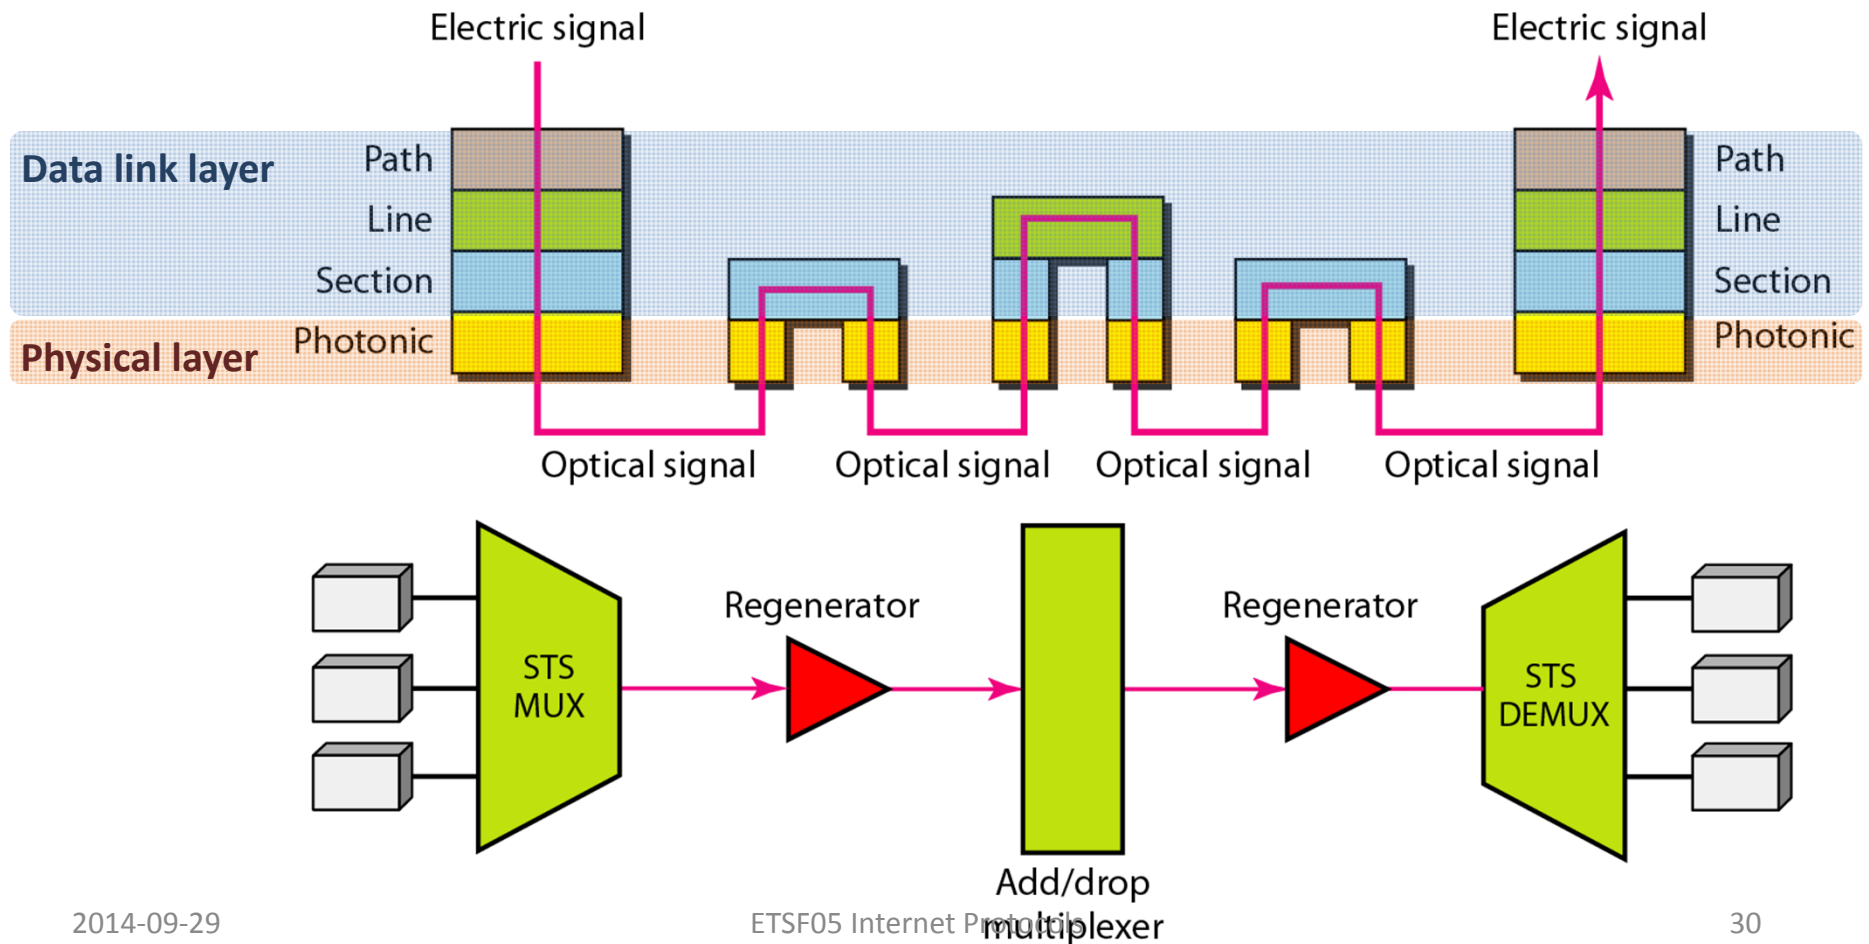 Electric signal
Electric signal
Data link layer
Path
Path
Line
Line
Section
Section
Physical layer
Photonic
Photonic
Optical signal
Optical signal
Optical signal
Optical signal
Regenerator
Regenerator
STS
MUX
STS
DEMUX
Add/drop
multiplexer
2014-09-29
ETSF05 Internet Protocols
30